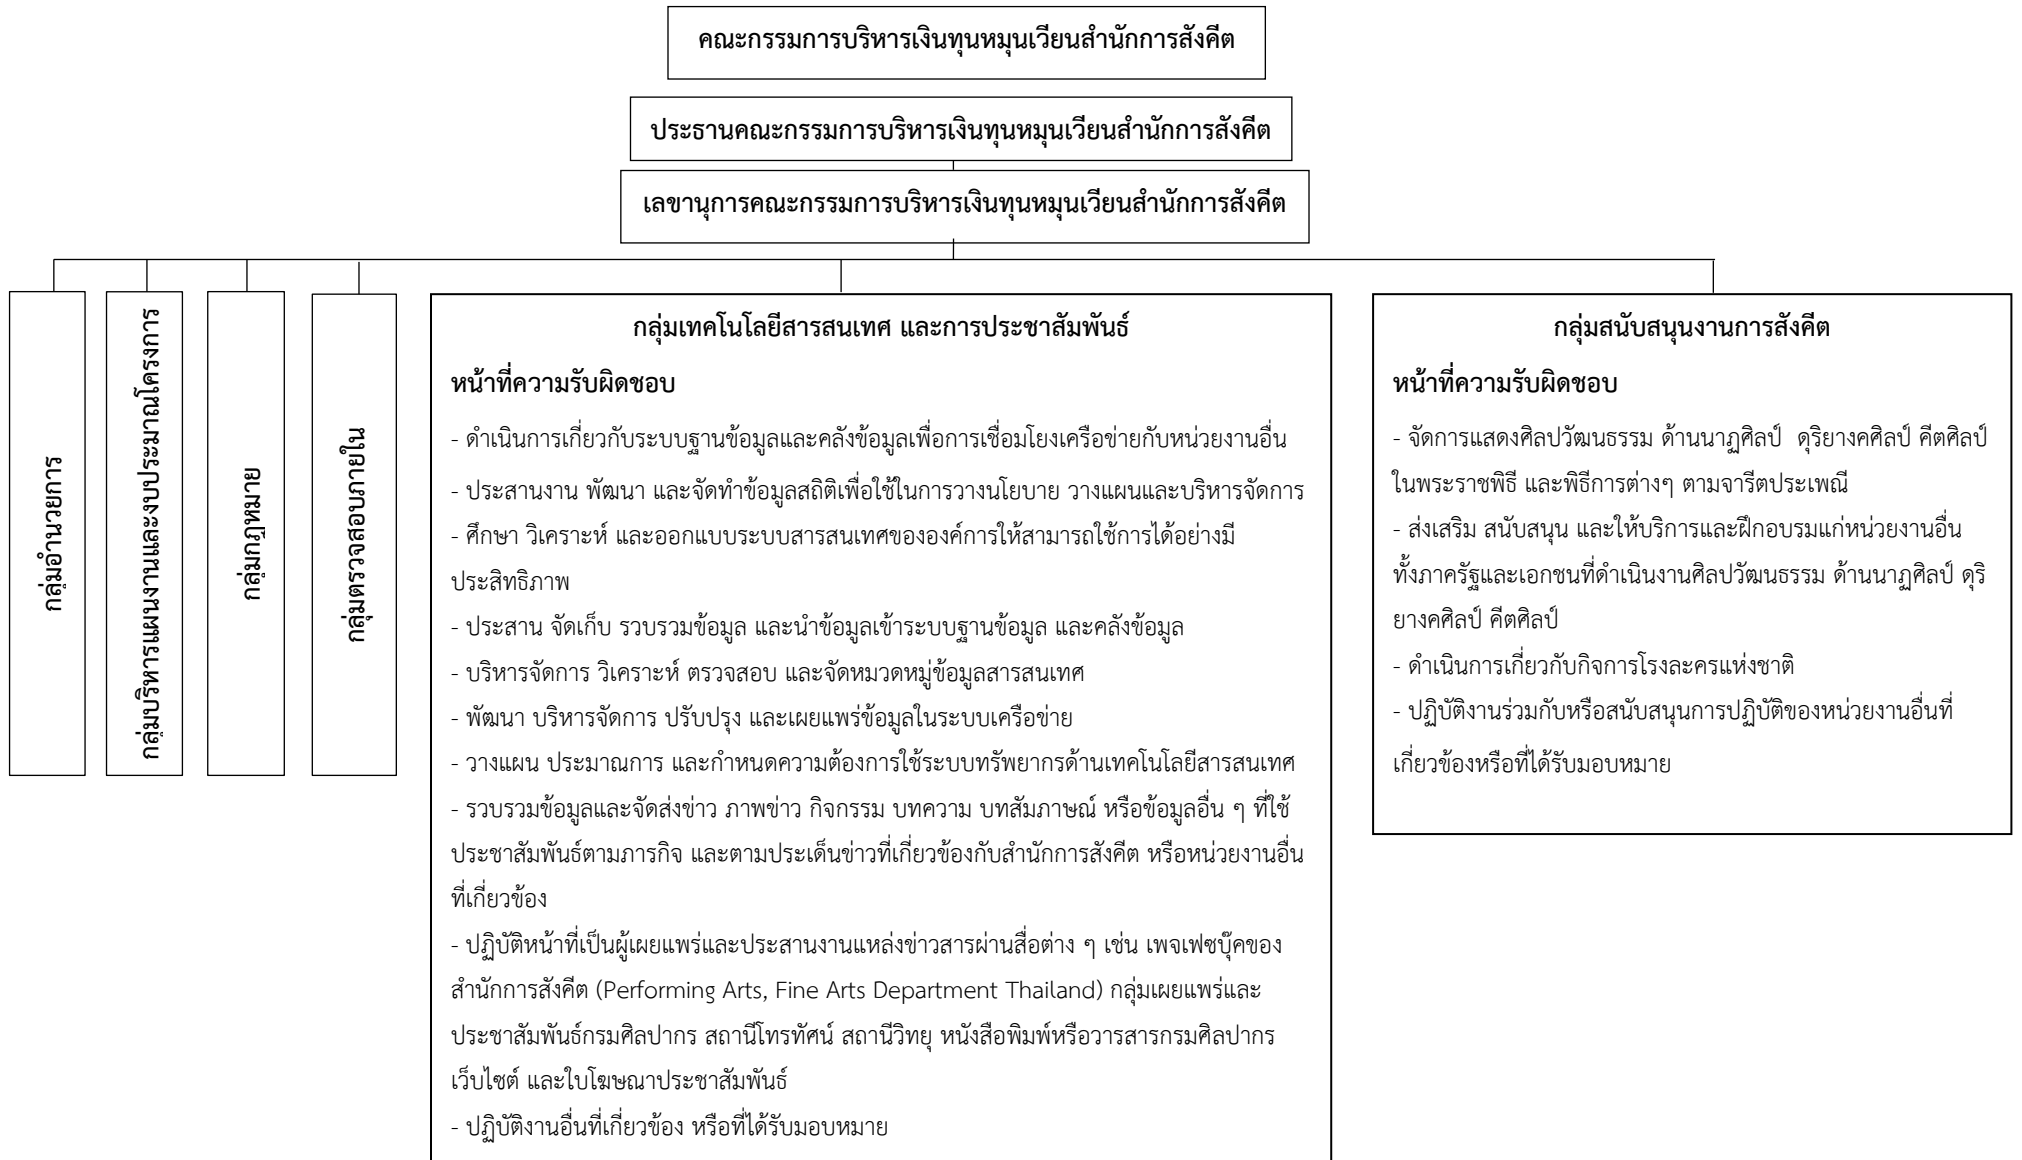 คณะกรรมการบริหารเงินทุนหมุนเวียนสำนักการสังคีต
ประธานคณะกรรมการบริหารเงินทุนหมุนเวียนสำนักการสังคีต
เลขานุการคณะกรรมการบริหารเงินทุนหมุนเวียนสำนักการสังคีต
กลุ่มอำนวยการ
กลุ่มบริหารแผนงานและงบประมาณโครงการ
กลุ่มกฎหมาย
กลุ่มตรวจสอบภายใน
กลุ่มเทคโนโลยีสารสนเทศ และการประชาสัมพันธ์
หน้าที่ความรับผิดชอบ
- ดำเนินการเกี่ยวกับระบบฐานข้อมูลและคลังข้อมูลเพื่อการเชื่อมโยงเครือข่ายกับหน่วยงานอื่น
- ประสานงาน พัฒนา และจัดทำข้อมูลสถิติเพื่อใช้ในการวางนโยบาย วางแผนและบริหารจัดการ
- ศึกษา วิเคราะห์ และออกแบบระบบสารสนเทศขององค์การให้สามารถใช้การได้อย่างมี
ประสิทธิภาพ
- ประสาน จัดเก็บ รวบรวมข้อมูล และนำข้อมูลเข้าระบบฐานข้อมูล และคลังข้อมูล
- บริหารจัดการ วิเคราะห์ ตรวจสอบ และจัดหมวดหมู่ข้อมูลสารสนเทศ
- พัฒนา บริหารจัดการ ปรับปรุง และเผยแพร่ข้อมูลในระบบเครือข่าย
- วางแผน ประมาณการ และกำหนดความต้องการใช้ระบบทรัพยากรด้านเทคโนโลยีสารสนเทศ
- รวบรวมข้อมูลและจัดส่งข่าว ภาพข่าว กิจกรรม บทความ บทสัมภาษณ์ หรือข้อมูลอื่น ๆ ที่ใช้
ประชาสัมพันธ์ตามภารกิจ และตามประเด็นข่าวที่เกี่ยวข้องกับสำนักการสังคีต หรือหน่วยงานอื่น
ที่เกี่ยวข้อง
- ปฏิบัติหน้าที่เป็นผู้เผยแพร่และประสานงานแหล่งข่าวสารผ่านสื่อต่าง ๆ เช่น เพจเฟซบุ๊คของ
สำนักการสังคีต (Performing Arts, Fine Arts Department Thailand) กลุ่มเผยแพร่และ
ประชาสัมพันธ์กรมศิลปากร สถานีโทรทัศน์ สถานีวิทยุ หนังสือพิมพ์หรือวารสารกรมศิลปากร
เว็บไซต์ และใบโฆษณาประชาสัมพันธ์
- ปฏิบัติงานอื่นที่เกี่ยวข้อง หรือที่ได้รับมอบหมาย
กลุ่มสนับสนุนงานการสังคีต
หน้าที่ความรับผิดชอบ
- จัดการแสดงศิลปวัฒนธรรม ด้านนาฏศิลป์ ดุริยางคศิลป์ คีตศิลป์
ในพระราชพิธี และพิธีการต่างๆ ตามจารีตประเพณี
- ส่งเสริม สนับสนุน และให้บริการและฝึกอบรมแก่หน่วยงานอื่น
ทั้งภาครัฐและเอกชนที่ดำเนินงานศิลปวัฒนธรรม ด้านนาฏศิลป์ ดุริ
ยางคศิลป์ คีตศิลป์
- ดำเนินการเกี่ยวกับกิจการโรงละครแห่งชาติ
- ปฏิบัติงานร่วมกับหรือสนับสนุนการปฏิบัติของหน่วยงานอื่นที่
เกี่ยวข้องหรือที่ได้รับมอบหมาย